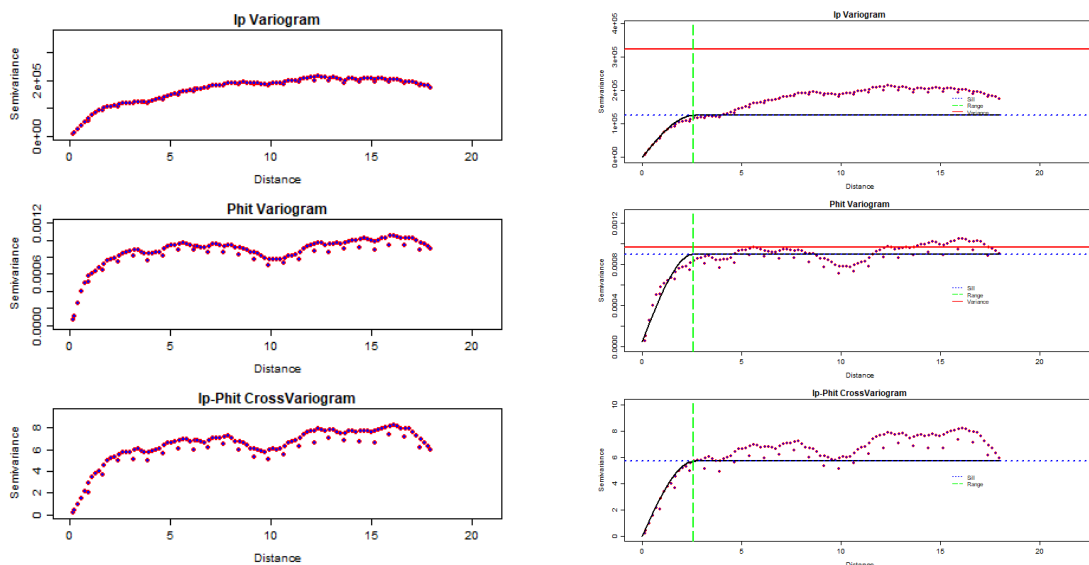 Ip Variogram
Semivariance
0e+00
2e+05
0 5 10 15 20
Distance
Phit Variogram
Semivariance
0.0000
0.0006
0.0012
0 5 10 15 20
Distance
Ip-Phit CrossVariogram
Semivariance
0
2
4
6
8
0 5 10 15 20
Distance
Ip Variogram
Semivariance
0e+00
1e+05
2e+05
3e+05
4e+05
Sill
Range
Variance
0 5 10 15 20
Distance
Phit Variogram
Semivariance
0.0000
0.0004
0.0008
0.0012
Sill
Range
Variance
0 5 10 15 20
Distance
Ip-Phit CrossVariogram
Semivariance
0
2
4
6
8
10
Sill
Range
0 5 10 15 20
Distance